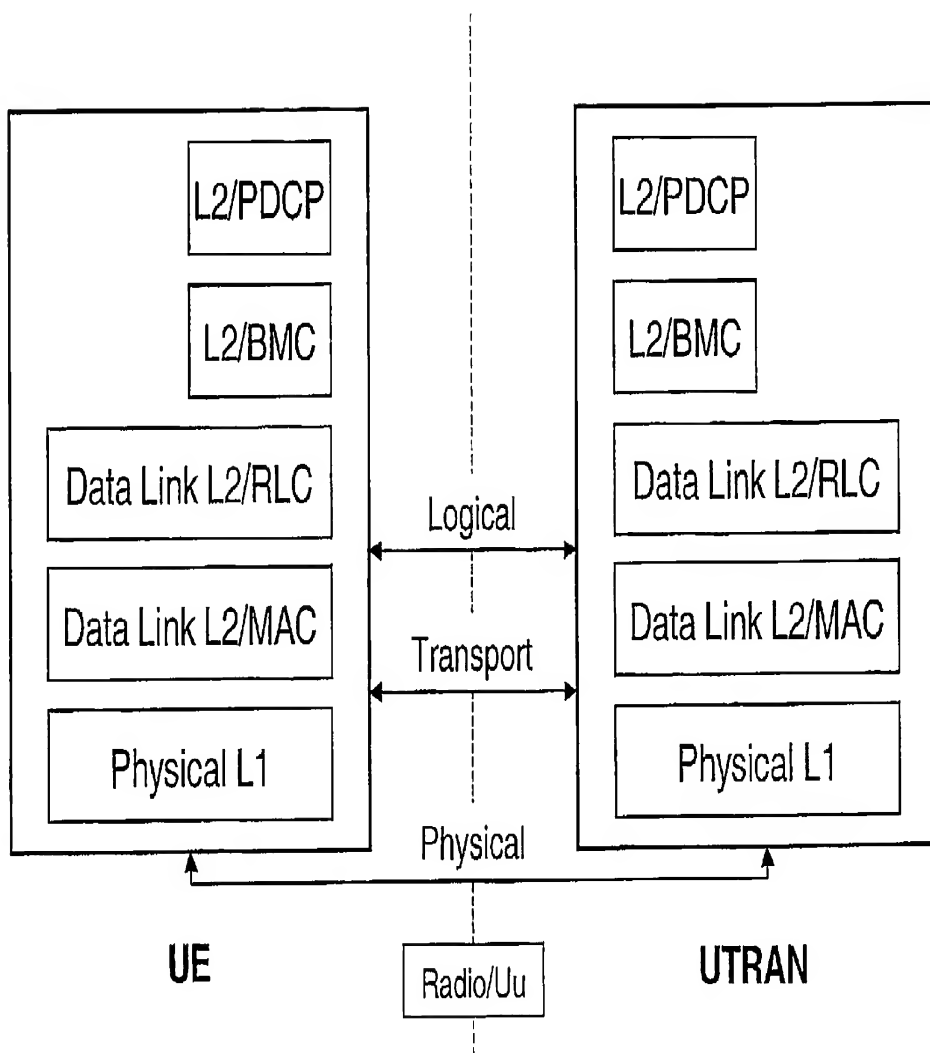 L2/PDCP
L2/PDCP
L2/BMC
L2/BMC
Data Link L2/RLC
Data Link L2/RLC
Logical
Data Link L2/MAC
Data Link L2/MAC
Transport
Physical L1
Physical L1
Physical
UE
UTRAN
Radio/Uu